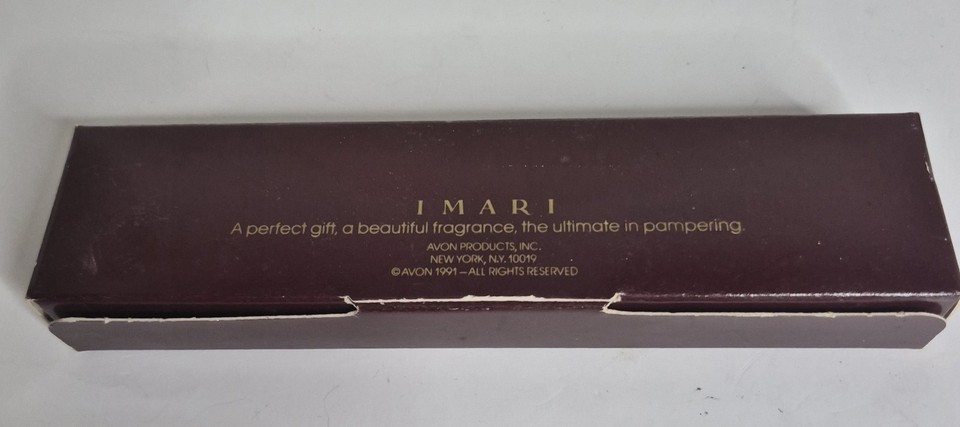 IMARI
A perfect gift, a beautiful fragrance, the ultimate in pampering.
AVON PRODUCTS, INC.
NEW YORK, N.Y. 10019
©AVON 1991—ALL RIGHTS RESERVED